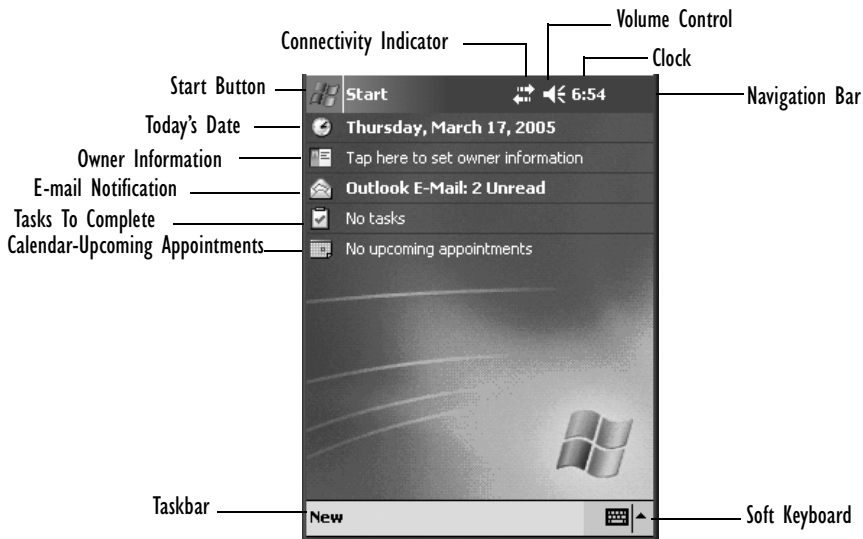 Volume Control
Connectivity Indicator
Clock
Start Button
Start
6:54
Navigation Bar
Today's Date
Thursday, March 17, 2005
Owner Information
Tap here to set owner information
E-mail Notification
Outlook E-Mail: 2 Unread
Tasks To Complete
No tasks
Calendar-Upcoming Appointments
No upcoming appointments
Taskbar
New
Soft Keyboard